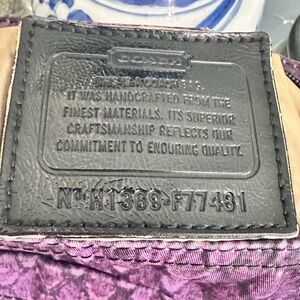 COACH
THIS IS A COACH BAG.
IT WAS HANDCRAFTED FROM THE
FINEST MATERIALS. ITS SUPERIOR
CRAFTSMANSHIP REFLECTS OUR
COMMITMENT TO ENDURING QUALITY.
Nº H1369-F77481